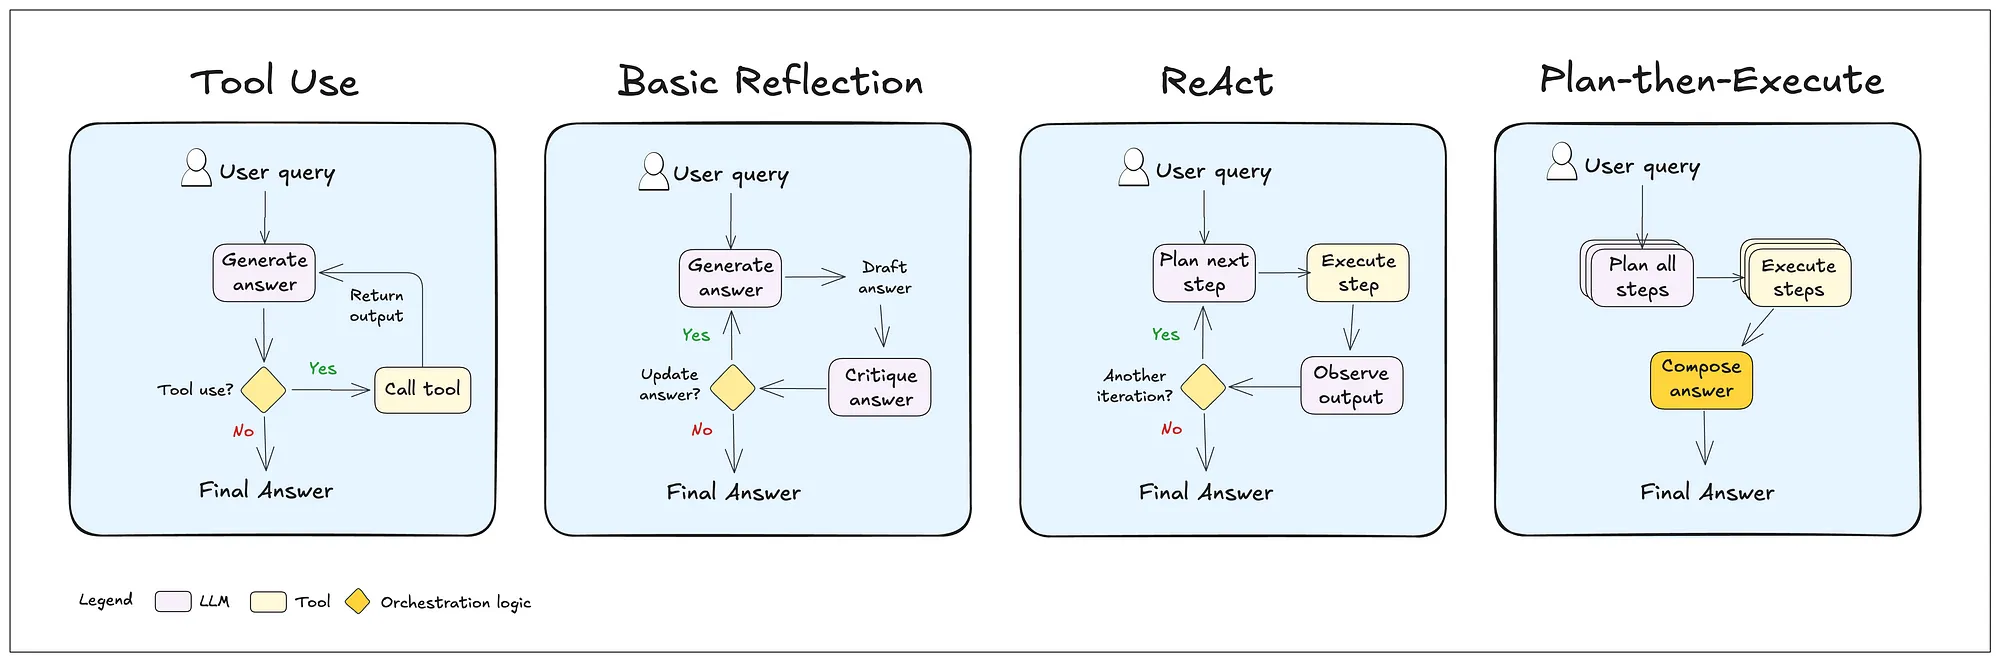 Tool Use
User query
Generate
answer
Return
output
Tool use?
Yes
Call tool
No
Final Answer
Basic Reflection
User query
Generate
answer
Draft
answer
Yes
Update
answer?
Critique
answer
No
Final Answer
ReAct
User query
Plan next
step
Execute
step
Yes
Another
iteration?
Observe
output
No
Final Answer
Plan-then-Execute
User query
Plan all
steps
Execute
steps
Compose
answer
Final Answer
Legend
LLM
Tool
Orchestration logic